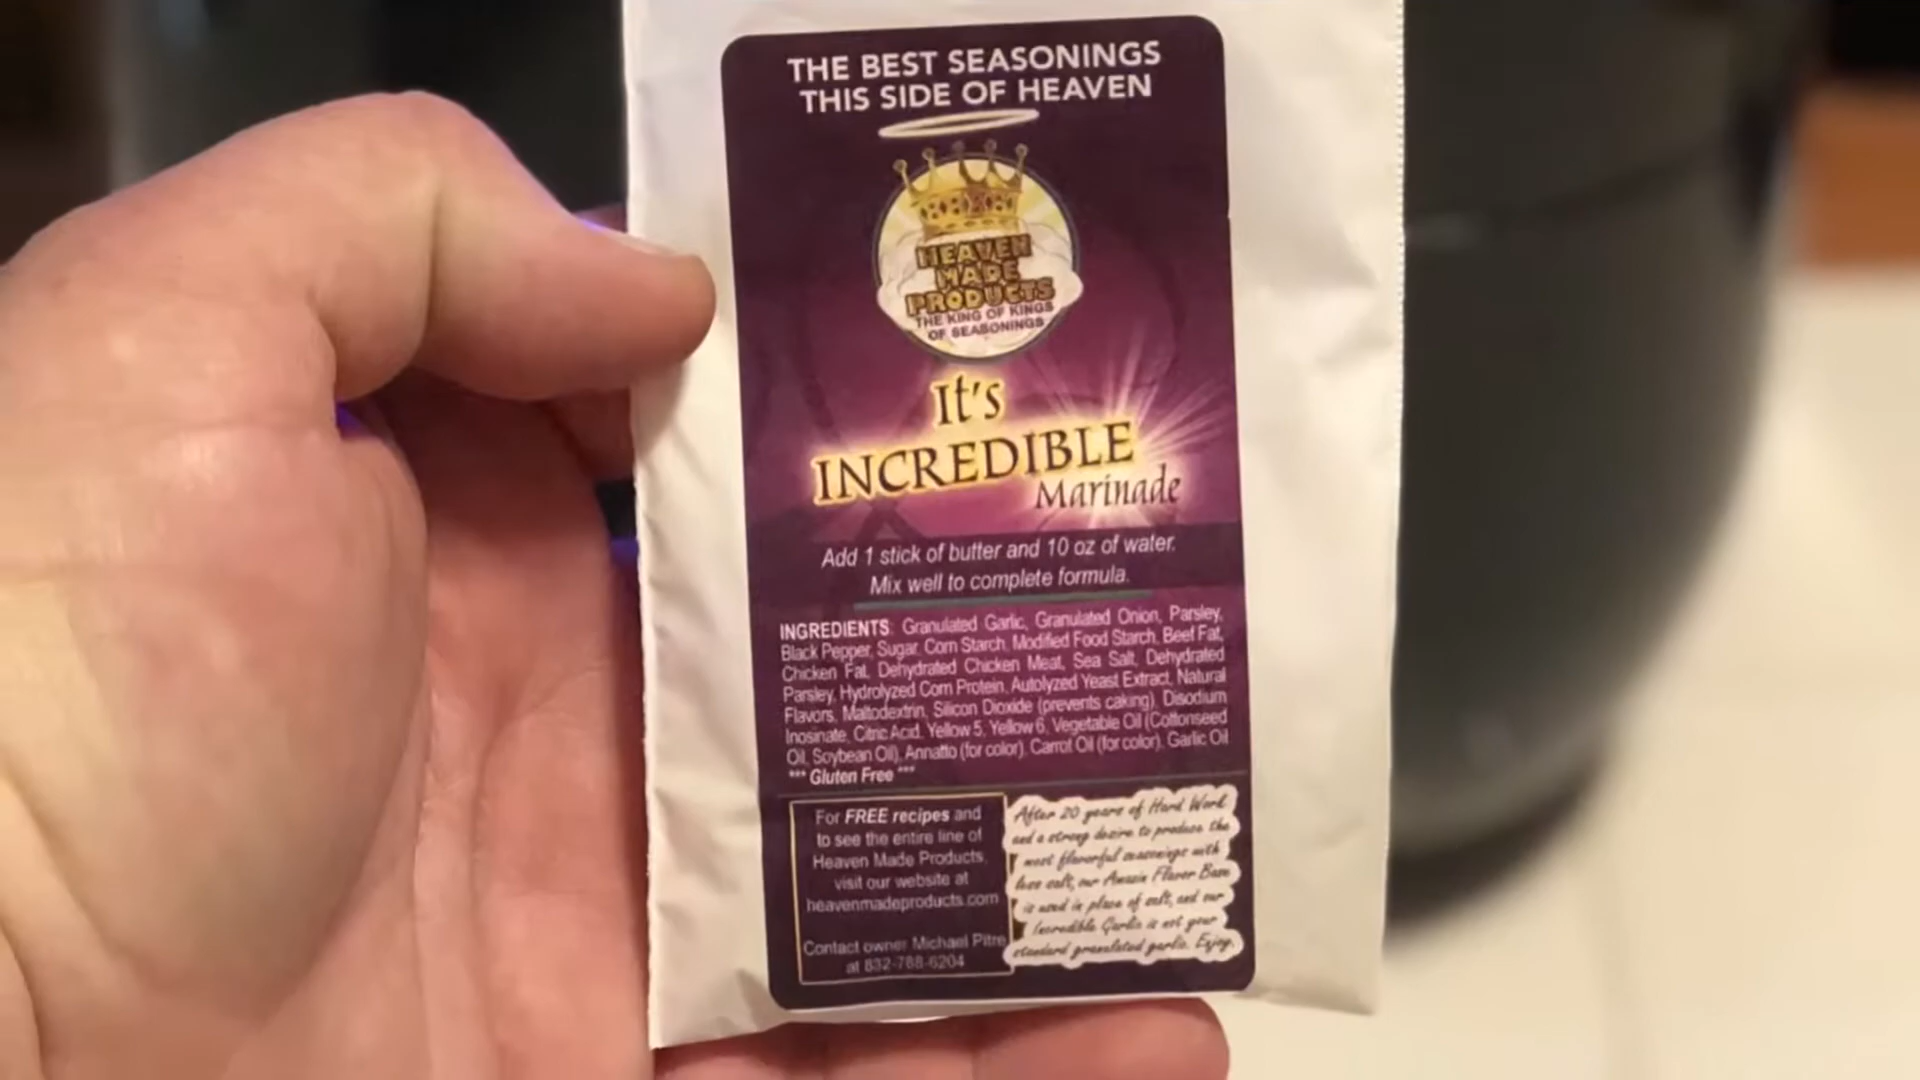 THE BEST SEASONINGS
THIS SIDE OF HEAVEN
HEAVEN
MADE
PRODUCTS
THE KING OF KINGS
OF SEASONINGS
It's
INCREDIBLE
Marinade
Add 1 stick of butter and 10 oz of water.
Mix well to complete formula.
INGREDIENTS: Granulated Garlic, Granulated Onion, Parsley,
Black Pepper, Sugar, Corn Starch, Modified Food Starch, Beef Fat,
Chicken Fat, Dehydrated Chicken Meat, Sea Salt, Dehydrated
Parsley, Hydrolyzed Corn Protein, Autolyzed Yeast Extract, Natural
Flavors, Maltodextrin, Silicon Dioxide (prevents caking), Disodium
Inosinate, Citric Acid, Yellow 5, Yellow 6, Vegetable Oil (Cottonseed
Oil, Soybean Oil), Annatto (for color), Carrot Oil (for color), Garlic Oil
*** Gluten Free ***
For FREE recipes and
to see the entire line of
Heaven Made Products,
visit our website at
heavenmadeproducts.com
Contact owner Michael Pitre
at 832-788-6204
After 20 years of Hard Work
and a strong desire to produce the
most flavorful seasonings with
less salt, our Amazin Flavor Base
is used in place of salt, and our
Incredible Garlic is not your
standard granulated garlic. Enjoy.